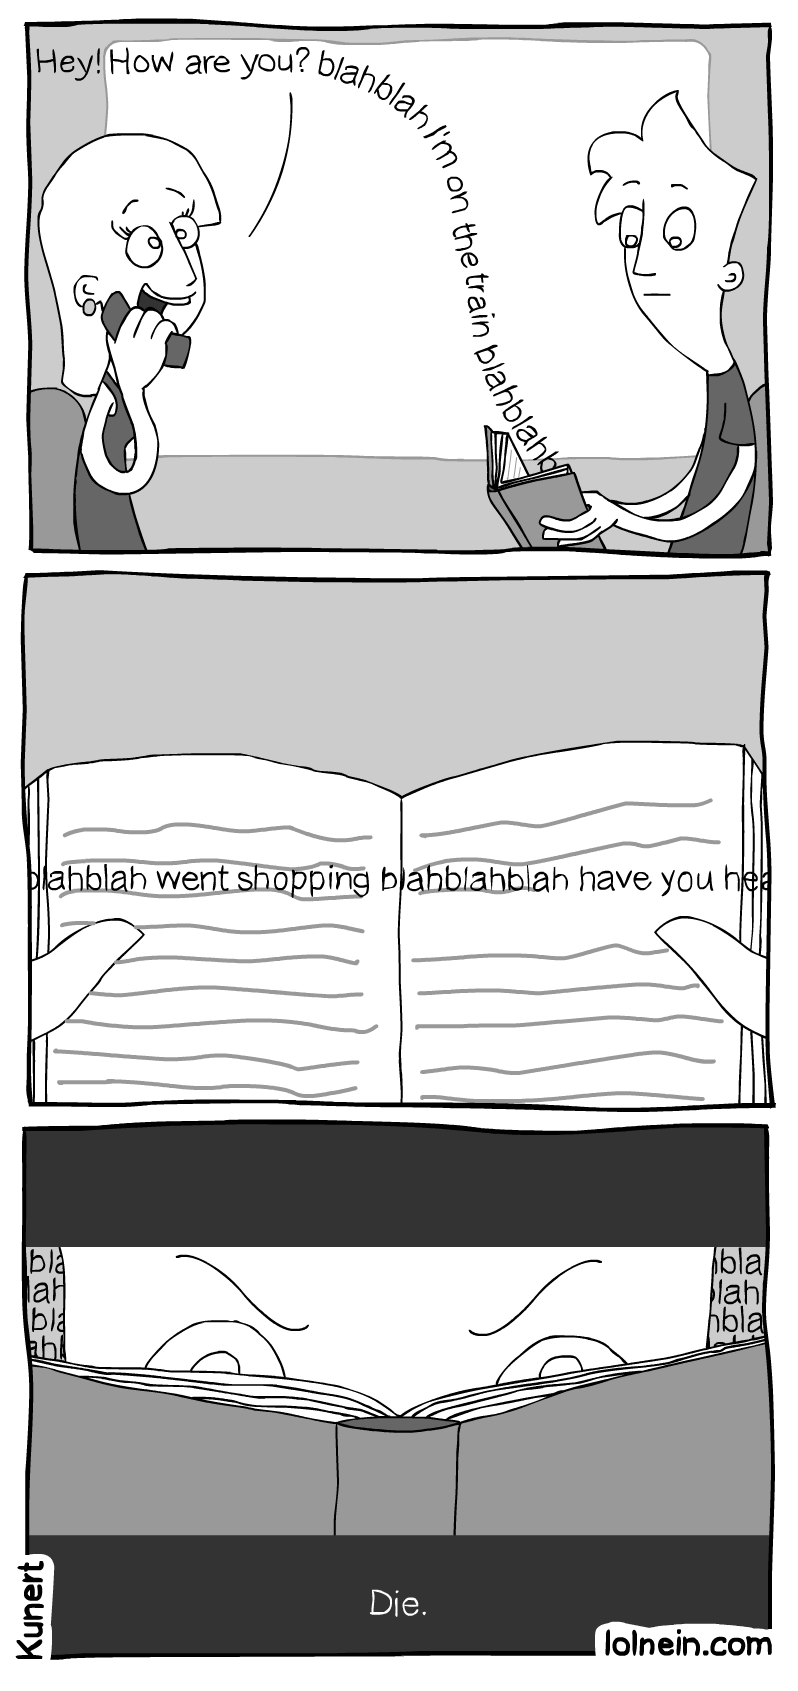 Hey! How are you? blahblah I'm on the train blahblahb
blahblah went shopping blahblahblah have you hea
bla
lah
bla
ahb
bla
lah
bla
Die.
Kunert
lolnein.com